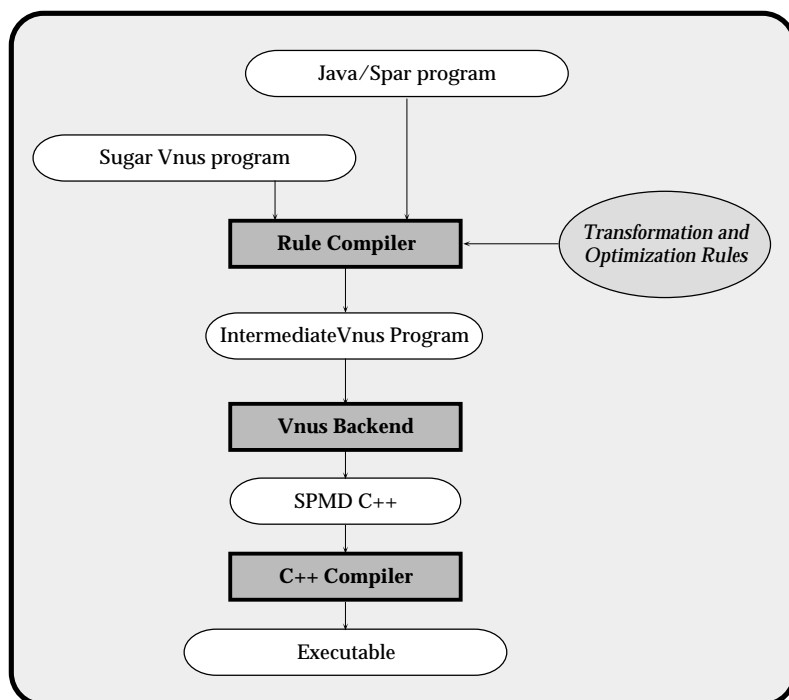 Java/Spar program
Sugar Vnus program
Rule Compiler
Transformation and
Optimization Rules
IntermediateVnus Program
Vnus Backend
SPMD C++
C++ Compiler
Executable